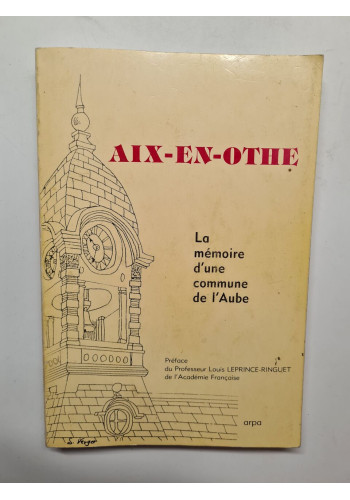 AIX-EN-OTHE
La
mémoire
d'une
commune
de l'Aube
Préface
du Professeur Louis LEPRINCE-RINGUET
de l'Académie Française
arpa